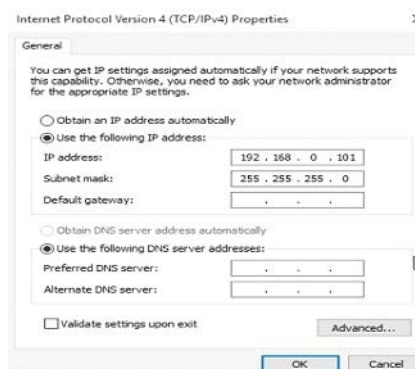 Internet Protocol Version 4 (TCP/IPv4) Properties
General
You can get IP settings assigned automatically if your network supports
this capability. Otherwise, you need to ask your network administrator
for the appropriate IP settings.
Obtain an IP address automatically
Use the following IP address:
IP address: 192 . 168 . 0 . 101
Subnet mask: 255 . 255 . 255 . 0
Default gateway: . . .
Obtain DNS server address automatically
Use the following DNS server addresses:
Preferred DNS server: . . .
Alternate DNS server: . . .
Validate settings upon exit
Advanced...
OK Cancel